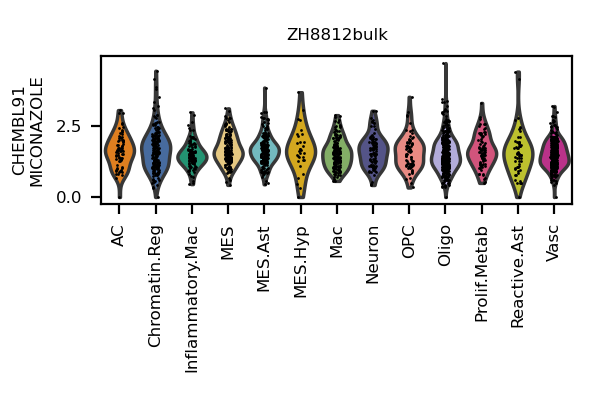 ZH8812bulk
CHEMBL91
MICONAZOLE
2.5
0.0
AC
Chromatin.Reg
Inflammatory.Mac
MES
MES.Ast
MES.Hyp
Mac
Neuron
OPC
Oligo
Prolif.Metab
Reactive.Ast
Vasc